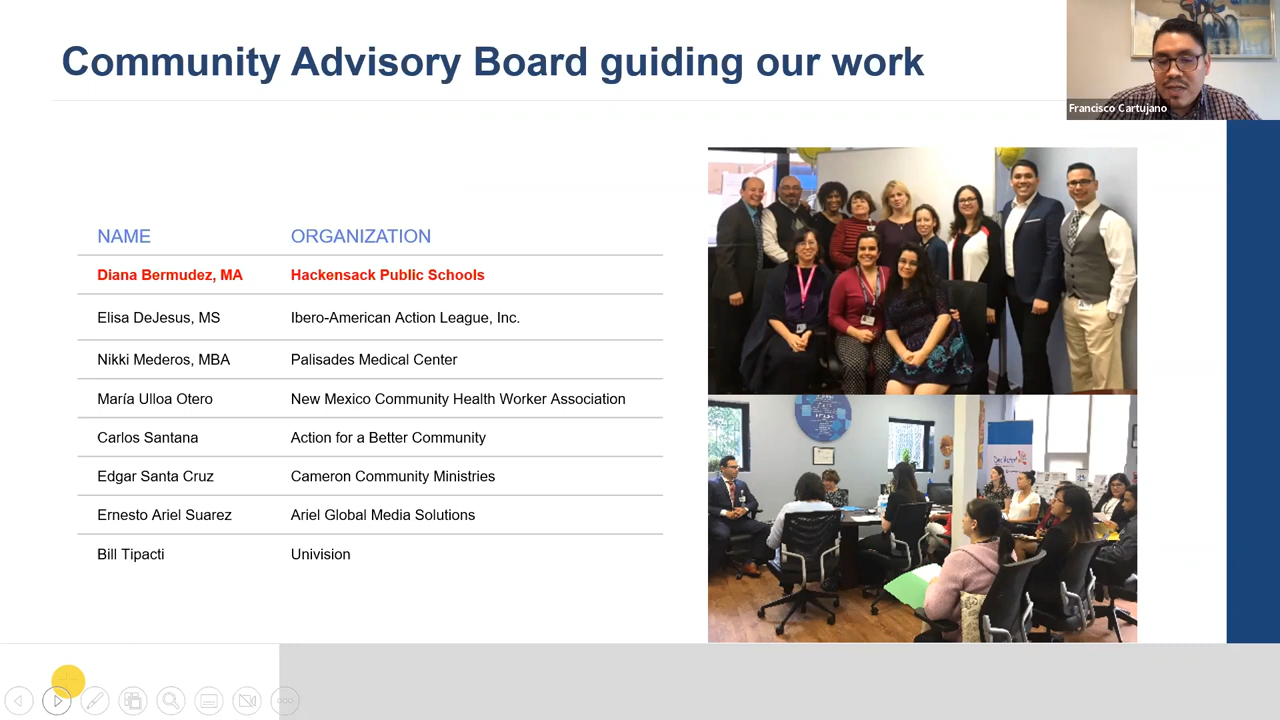 Community Advisory Board guiding our work
Francisco Cartujano
NAME ORGANIZATION
Diana Bermudez, MA Hackensack Public Schools
Elisa DeJesus, MS Ibero-American Action League, Inc.
Nikki Mederos, MBA Palisades Medical Center
María Ulloa Otero New Mexico Community Health Worker Association
Carlos Santana Action for a Better Community
Edgar Santa Cruz Cameron Community Ministries
Ernesto Ariel Suarez Ariel Global Media Solutions
Bill Tipacti Univision